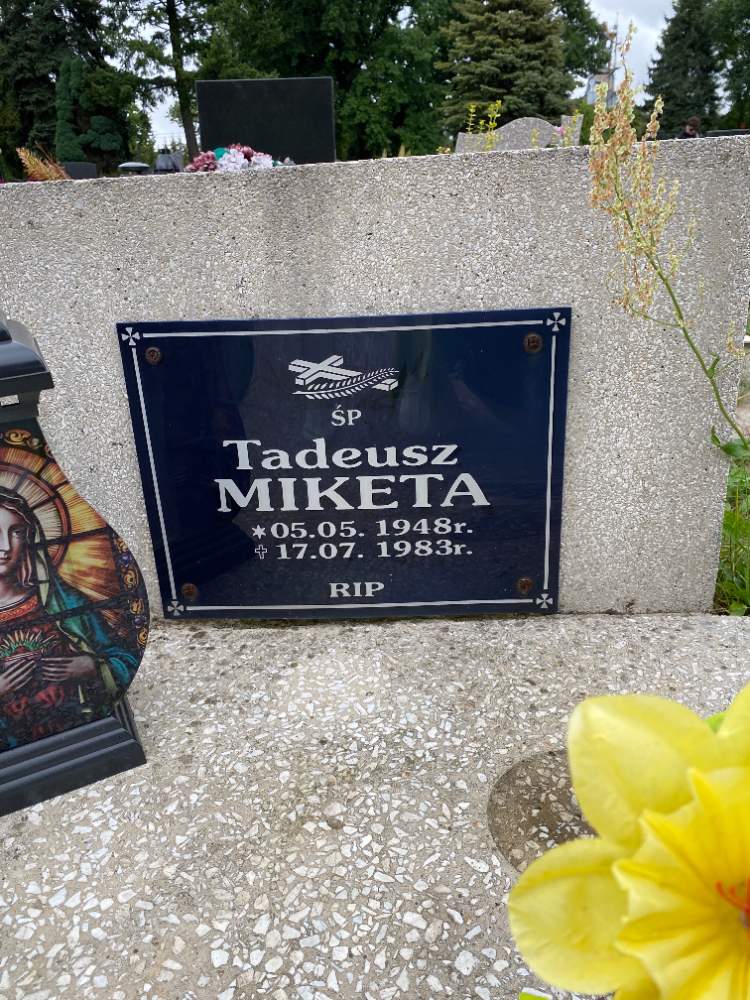 ŚP
Tadeusz
MIKETA
*05.05. 1948r.
✝ 17.07. 1983r.
RIP